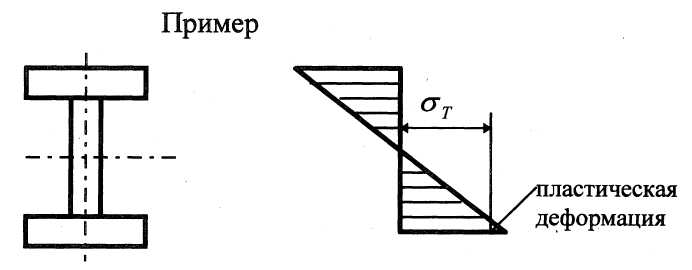 Пример
σ_T
пластическая
деформация